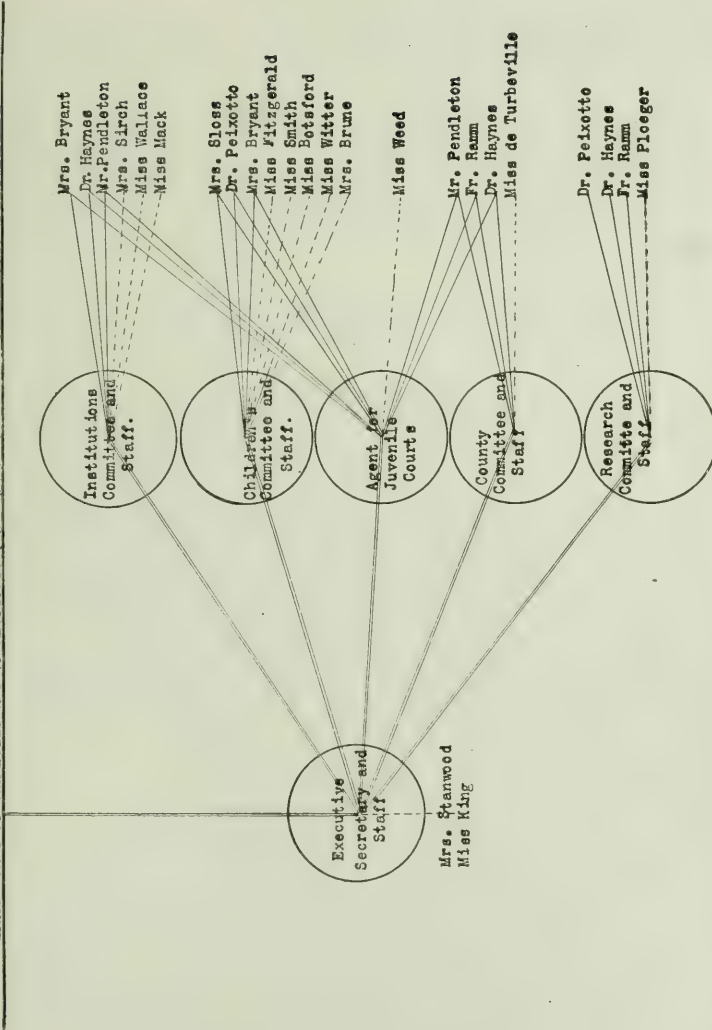 Executive
Secretary and
Staff
Mrs. Stanwood
Miss King
Institutions
Committee and
Staff.
Mrs. Bryant
Dr. Haynes
Mr. Pendleton
Mrs. Sirch
Miss Wallace
Miss Mack
Children's
Committee and
Staff.
Mrs. Sloss
Dr. Peixotto
Mrs. Bryant
Miss Fitzgerald
Miss Smith
Miss Botsford
Miss Witter
Mrs. Brune
Agent for
Juvenile
Courts
Miss Weed
County
Committee and
Staff
Mr. Pendleton
Fr. Ramm
Dr. Haynes
Miss de Turbeville
Research
Committe and
Staff
Dr. Peixotto
Dr. Haynes
Fr. Ramm
Miss Ploeger